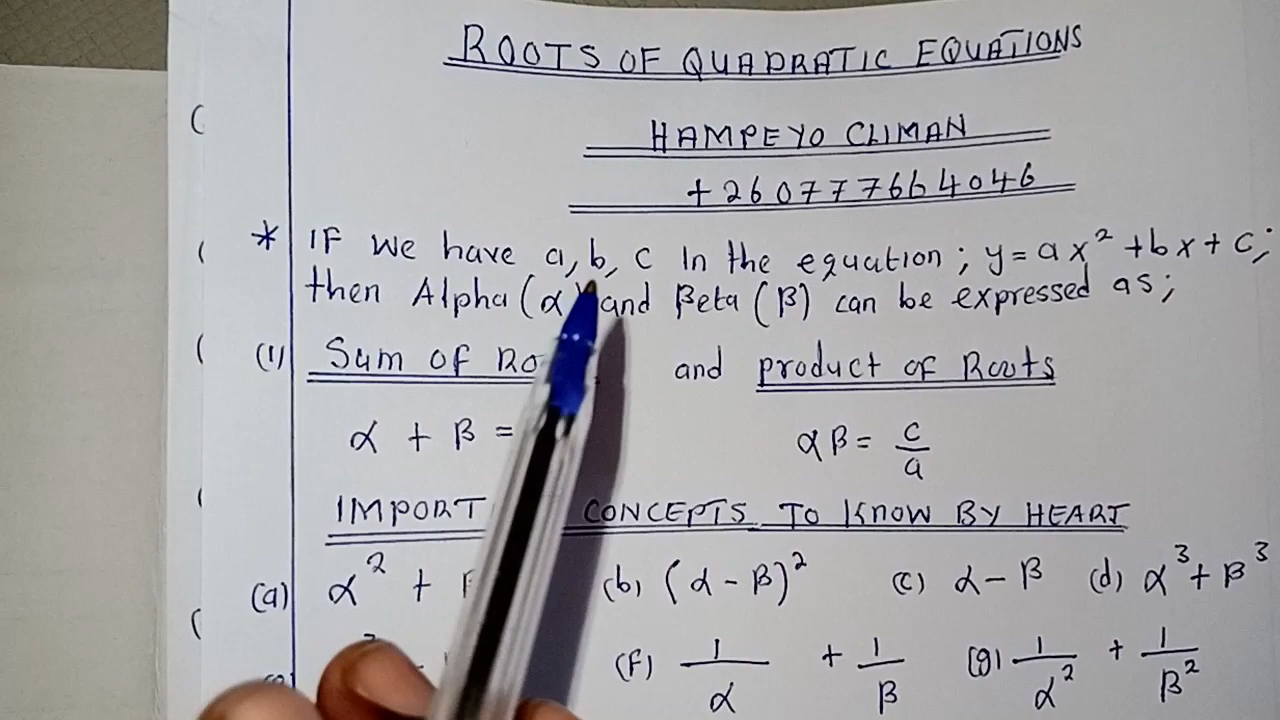 ROOTS OF QUADRATIC EQUATIONS
HAMPEYO CLIMAN
+260777664046
* IF we have a, b, c in the equation; y = ax² + bx + c;
then Alpha (α) and Beta (β) can be expressed as;
(1) Sum OF and product of Roots
α + β = αβ = c/a
CONCEPTS TO KNOW BY HEART
(a) α² + (b) (α - β)² (c) α - β (d) α³ + β³
(F) 1/α + 1/β (g) 1/α² + 1/β²